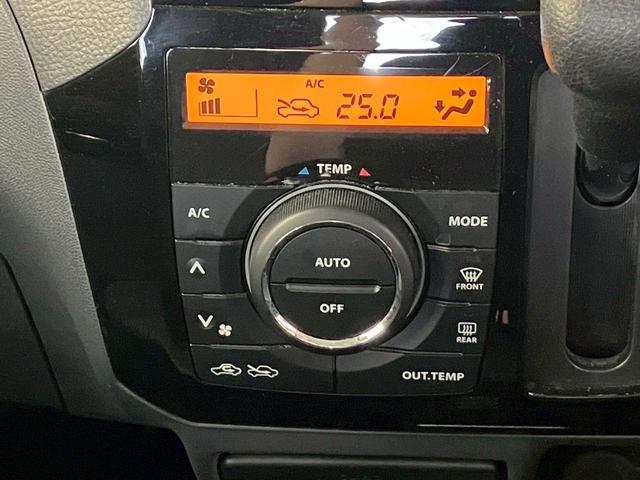 A/C
25.0
TEMP
A/C
MODE
AUTO
OFF
FRONT
REAR
OUT.TEMP